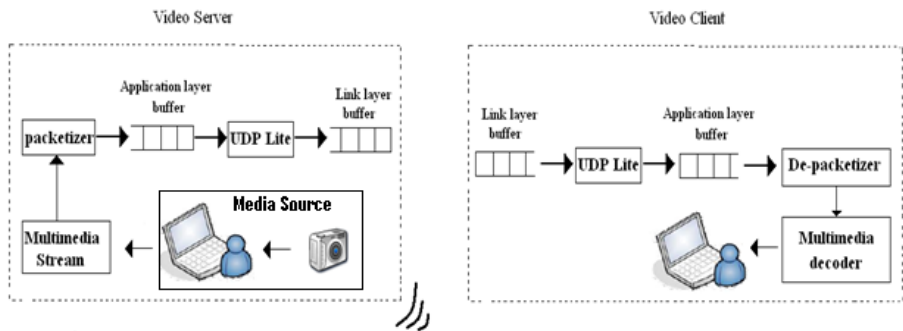 Video Server
Application layer
buffer
Link layer
buffer
packetizer
UDP Lite
Media Source
Multimedia
Stream
Video Client
Link layer
buffer
Application layer
buffer
UDP Lite
De-packetizer
Multimedia
decoder